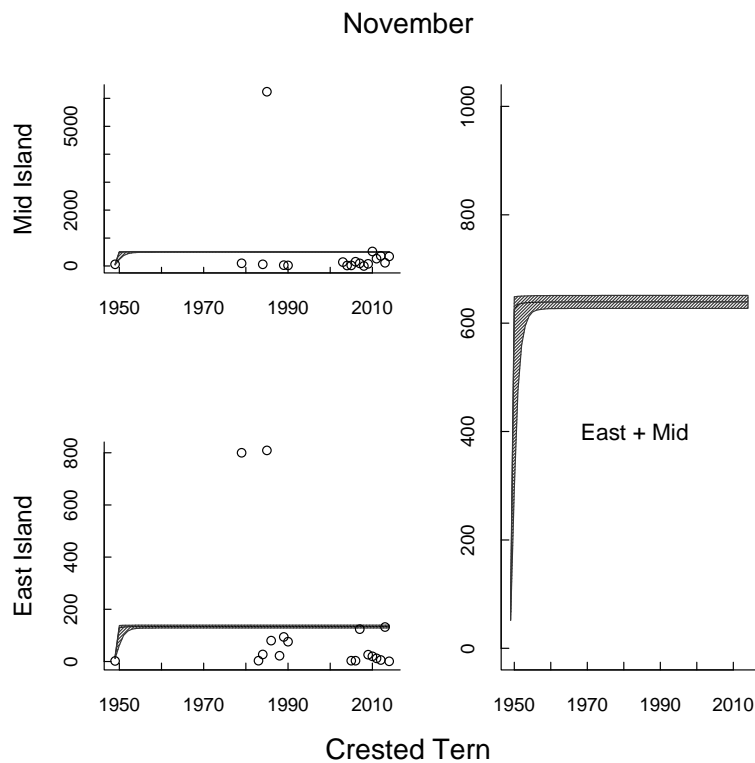 November
Mid Island
0
2000
5000
1950 1970 1990 2010
East Island
0 200 400 600 800
1950 1970 1990 2010
0 200 400 600 800 1000
East + Mid
1950 1970 1990 2010
Crested Tern